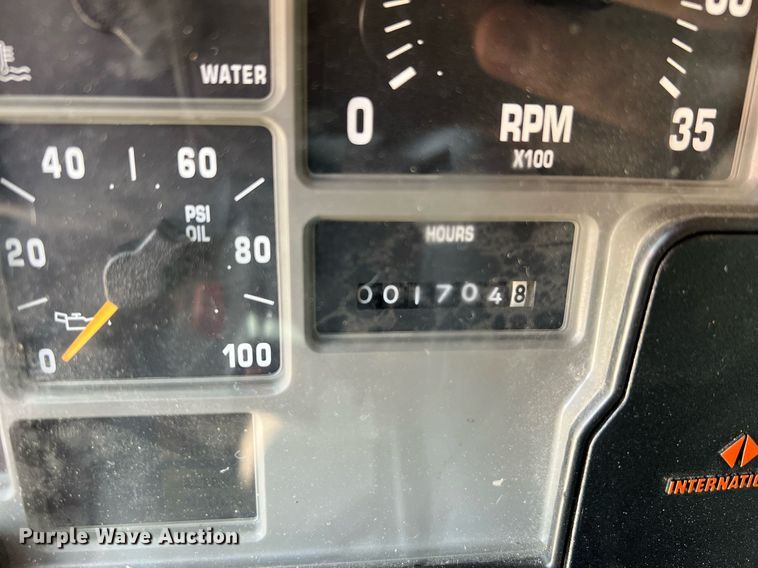 WATER
0
RPM
X100
35
40
60
PSI
OIL
20
80
0
100
HOURS
0017048
INTERNATIO
Purple Wave Auction